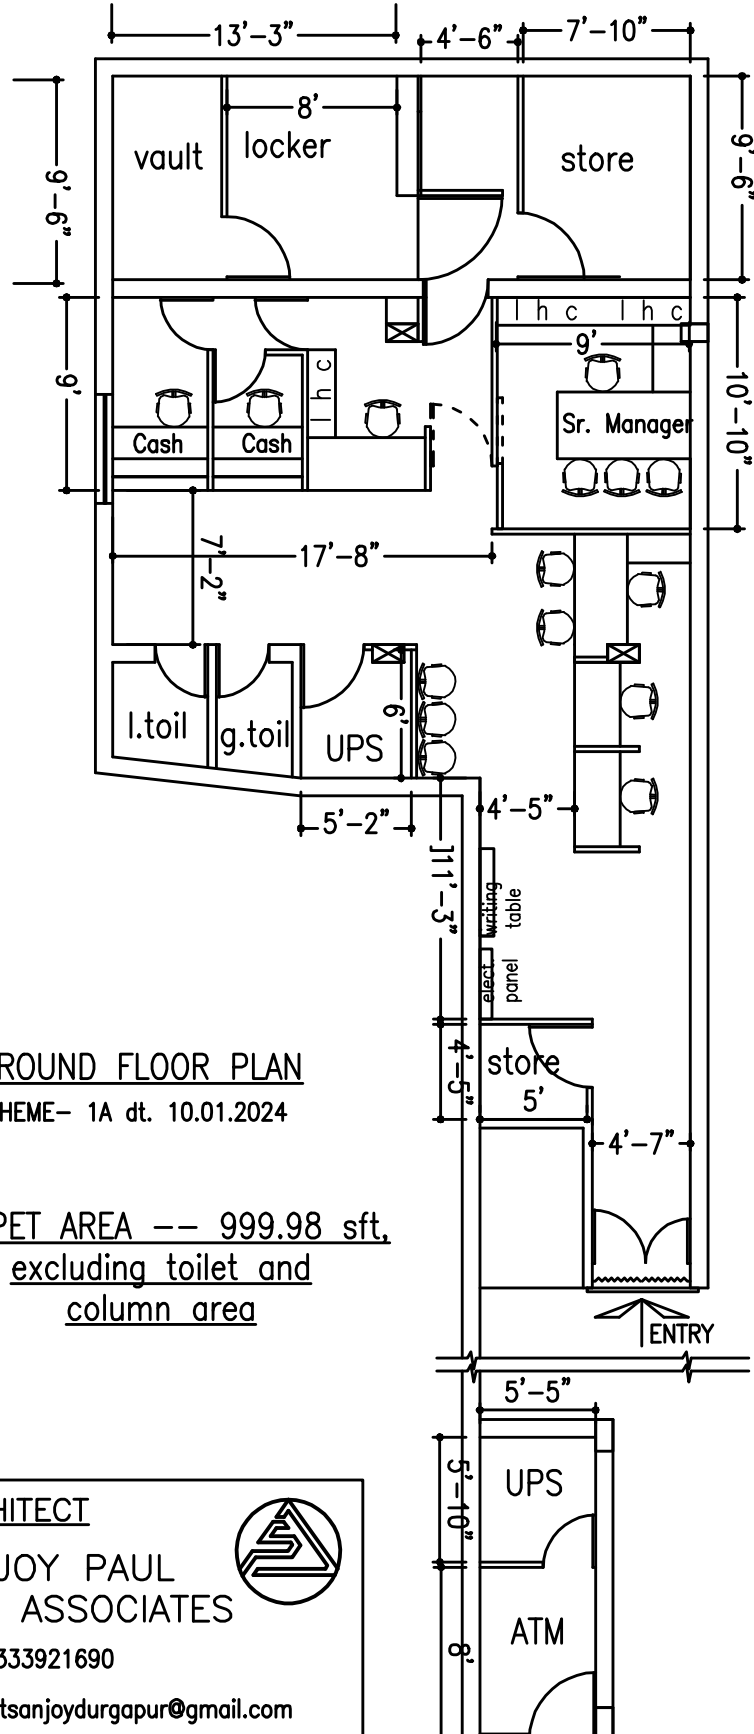 13'-3"
4'-6"
7'-10"
8'
vault
locker
store
9'-6"
9'-6"
lhc lhc
9'
9'
lhc
10'-10"
Cash
Cash
Sr. Manager
17'-8"
7'-2"
l.toil
g.toil
UPS
6'
5'-2"
4'-5"
]11'-3"
writing
table
elect.
panel
store
5'
4'-5"
4'-7"
ROUND FLOOR PLAN
HEME- 1A dt. 10.01.2024
PET AREA -- 999.98 sft,
excluding toilet and
column area
ENTRY
5'-5"
UPS
5'-10"
ATM
8'
HITECT
JOY PAUL
ASSOCIATES
333921690
tsanjoydurgapur@gmail.com